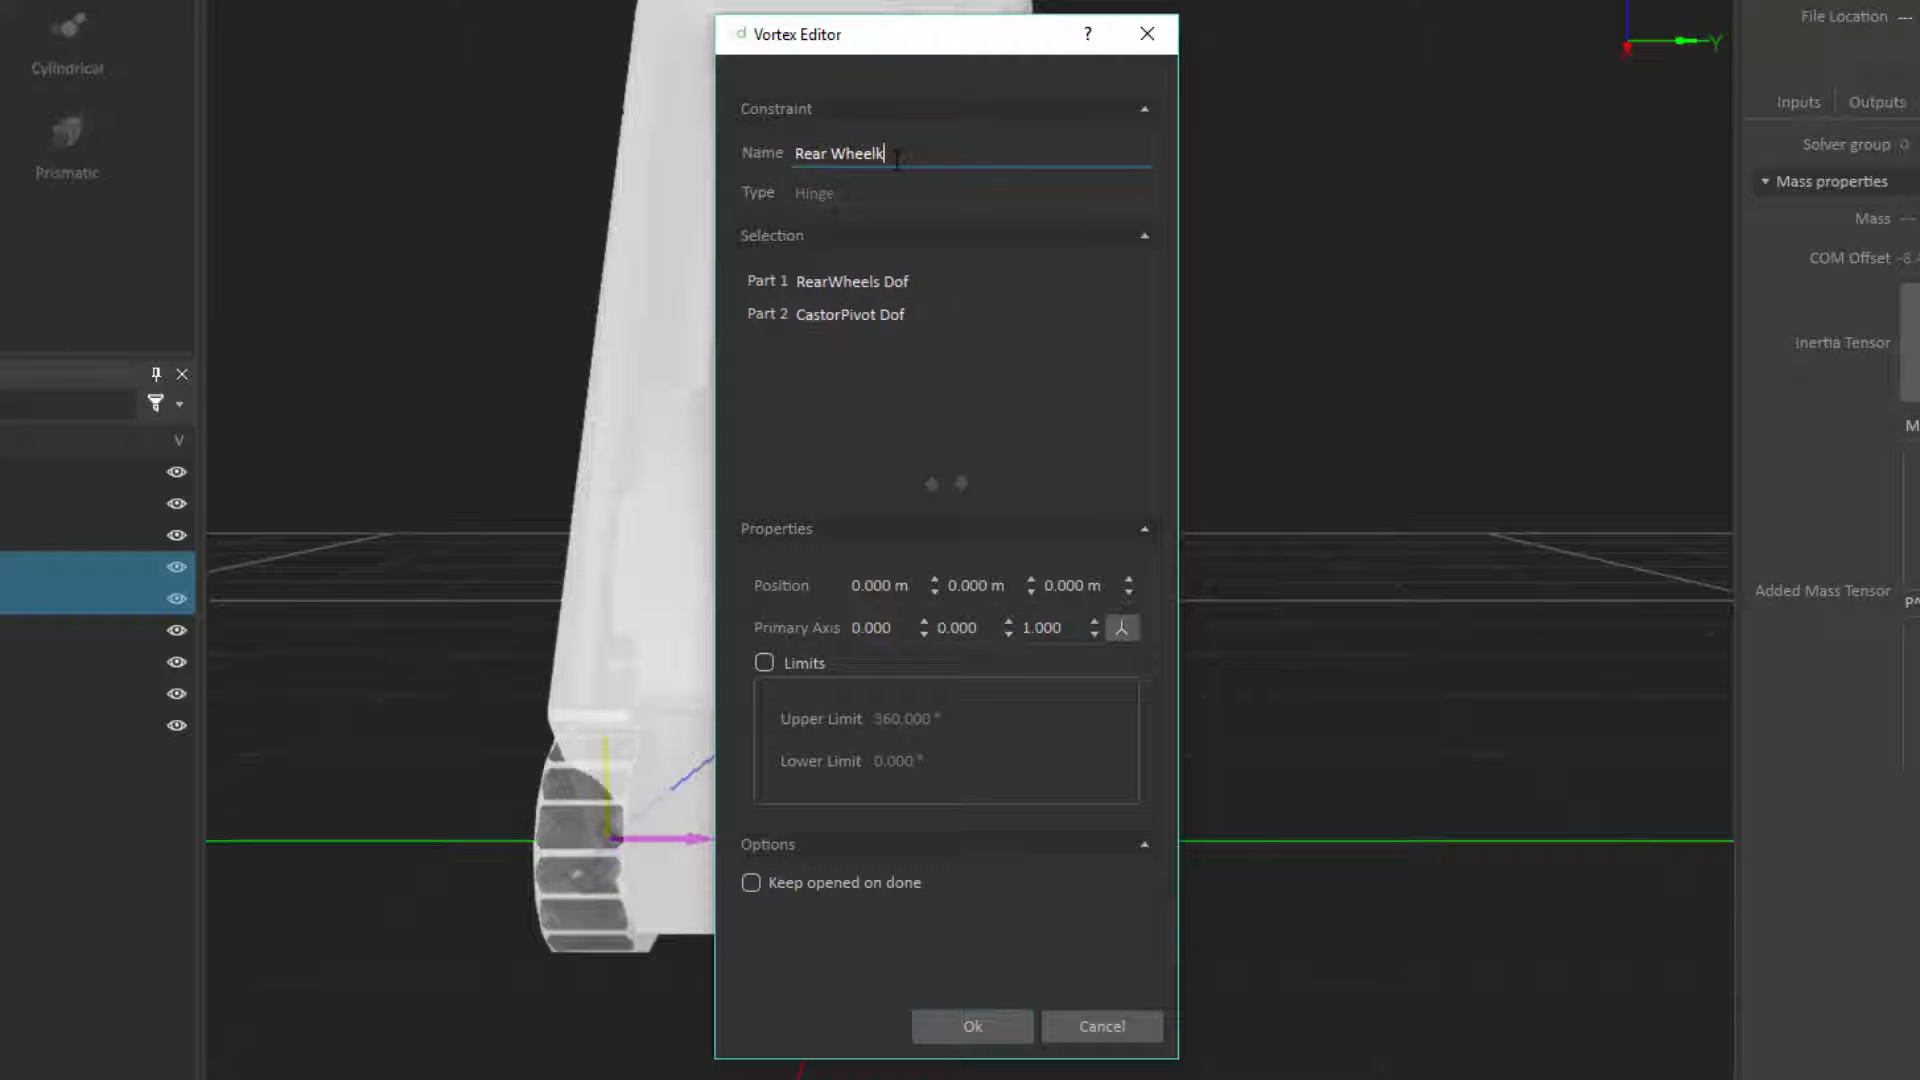 Cylindrical
Prismatic
V
Vortex Editor
?
Constraint
Name Rear Wheelk
Type Hinge
Selection
Part 1 RearWheels Dof
Part 2 CastorPivot Dof
Properties
Position 0.000 m 0.000 m 0.000 m
Primary Axis 0.000 0.000 1.000
Limits
Upper Limit 360.000 °
Lower Limit 0.000 °
Options
Keep opened on done
Ok Cancel
Y
File Location ---
Inputs Outputs
Solver group 0
Mass properties
Mass ---
COM Offset -8.4
Inertia Tensor
M
Added Mass Tensor